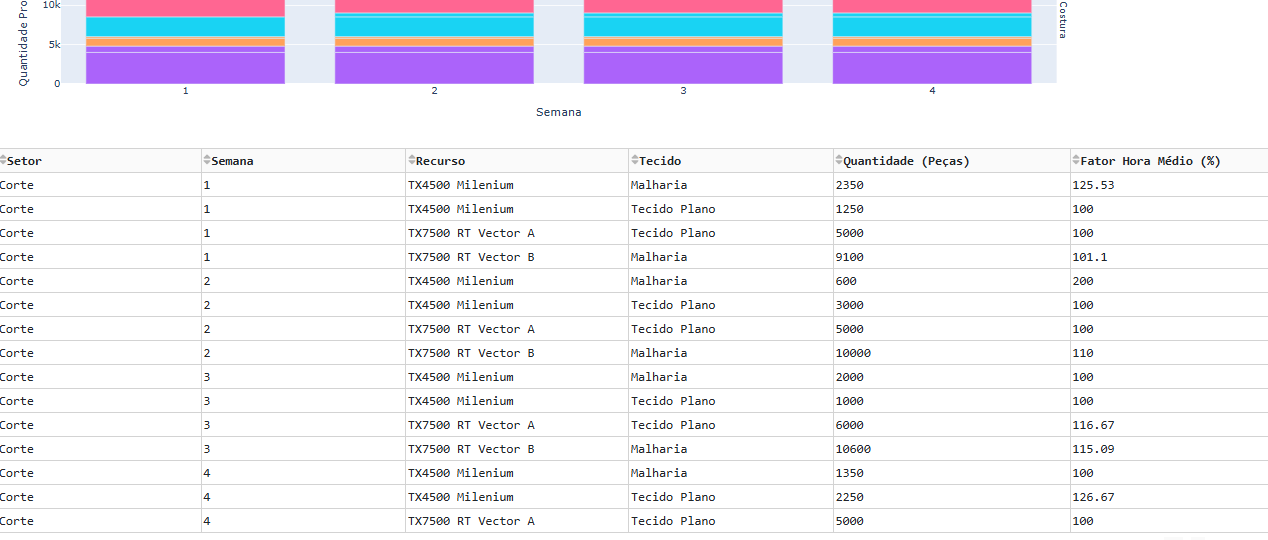 10k
5k
0
Quantidade Pro
Costura
1 2 3 4
Semana
Setor Semana Recurso Tecido Quantidade (Peças) Fator Hora Médio (%)
Corte 1 TX4500 Milenium Malharia 2350 125.53
Corte 1 TX4500 Milenium Tecido Plano 1250 100
Corte 1 TX7500 RT Vector A Tecido Plano 5000 100
Corte 1 TX7500 RT Vector B Malharia 9100 101.1
Corte 2 TX4500 Milenium Malharia 600 200
Corte 2 TX4500 Milenium Tecido Plano 3000 100
Corte 2 TX7500 RT Vector A Tecido Plano 5000 100
Corte 2 TX7500 RT Vector B Malharia 10000 110
Corte 3 TX4500 Milenium Malharia 2000 100
Corte 3 TX4500 Milenium Tecido Plano 1000 100
Corte 3 TX7500 RT Vector A Tecido Plano 6000 116.67
Corte 3 TX7500 RT Vector B Malharia 10600 115.09
Corte 4 TX4500 Milenium Malharia 1350 100
Corte 4 TX4500 Milenium Tecido Plano 2250 126.67
Corte 4 TX7500 RT Vector A Tecido Plano 5000 100